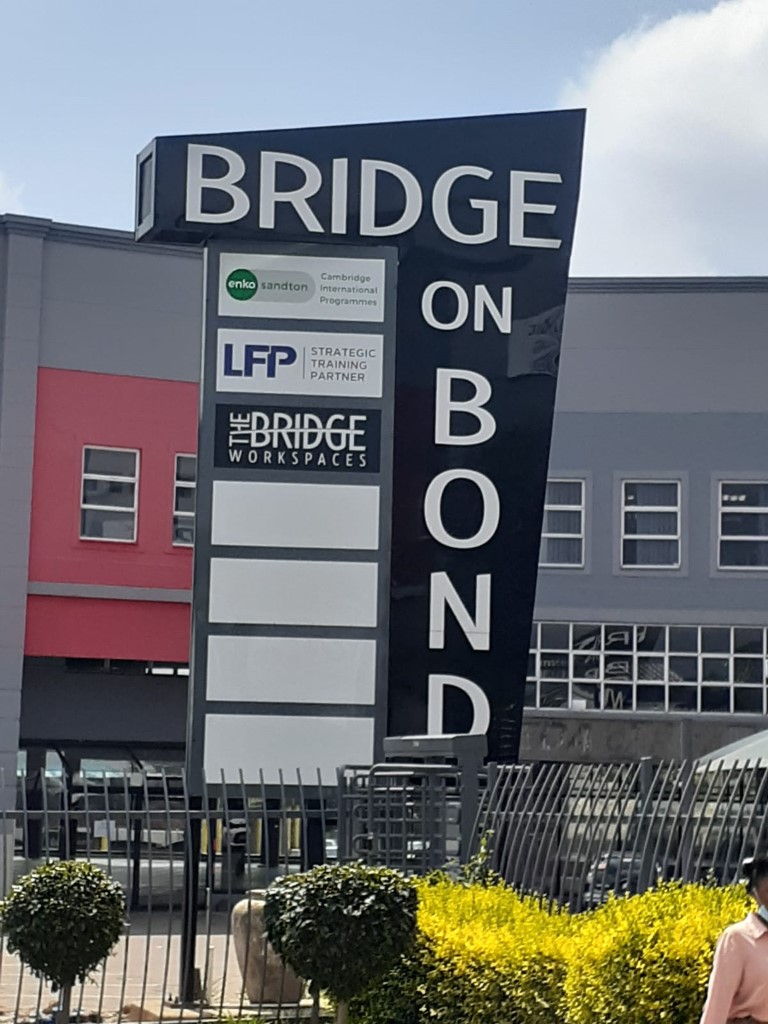 BRIDGE
ON
BOND
enko sandton
Cambridge
International
Programmes
LFP
STRATEGIC
TRAINING
PARTNER
THE BRIDGE
WORKSPACES